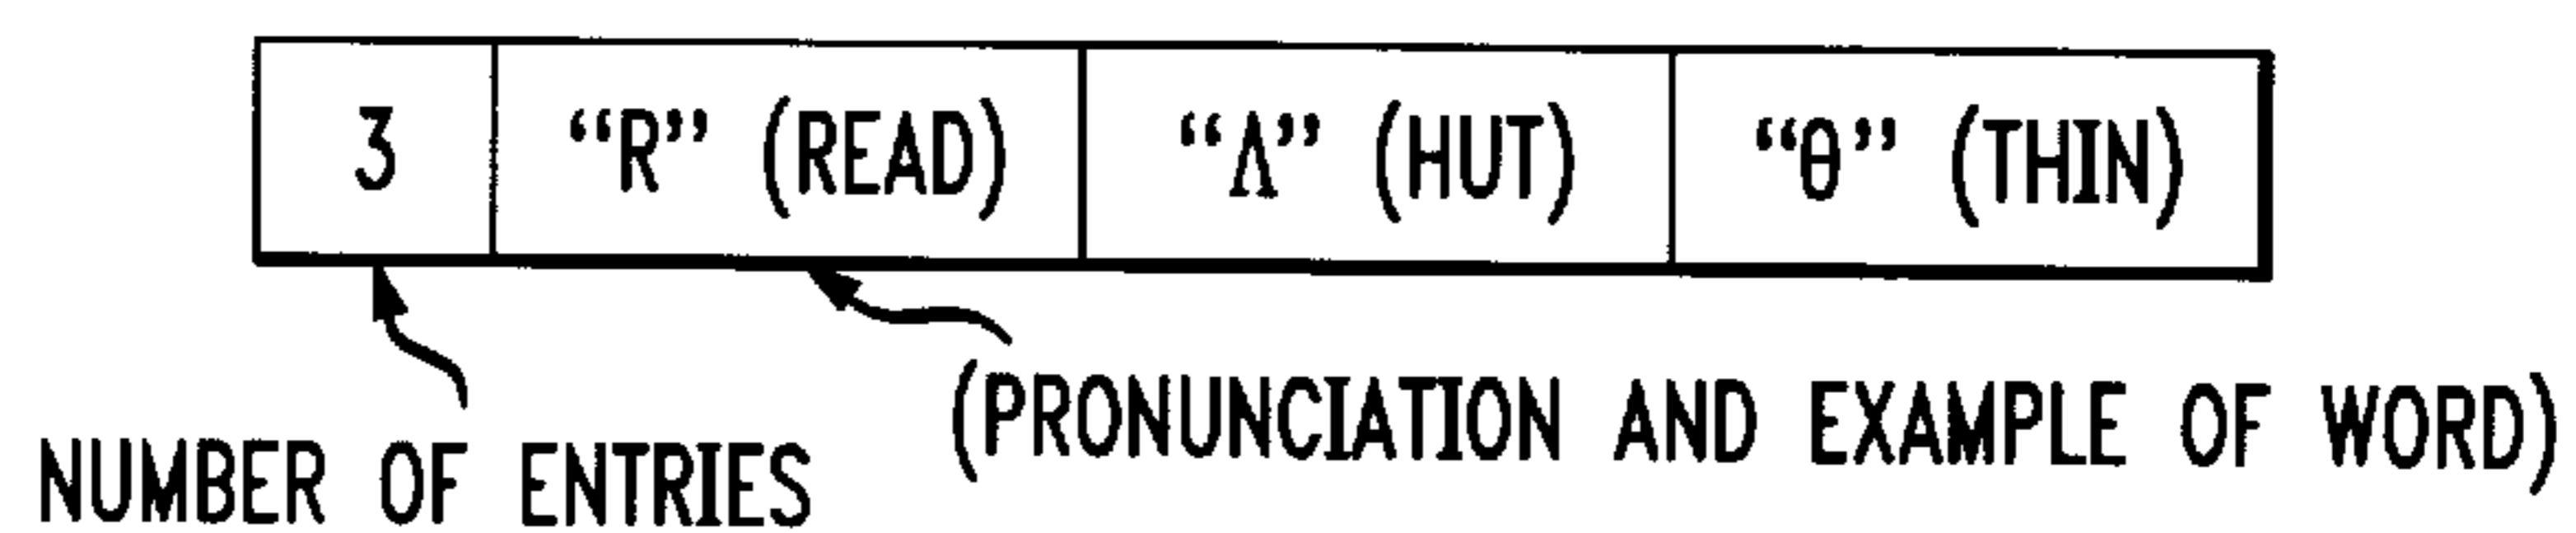 3 “R” (READ) “Λ” (HUT) “θ” (THIN)
(PRONUNCIATION AND EXAMPLE OF WORD)
NUMBER OF ENTRIES